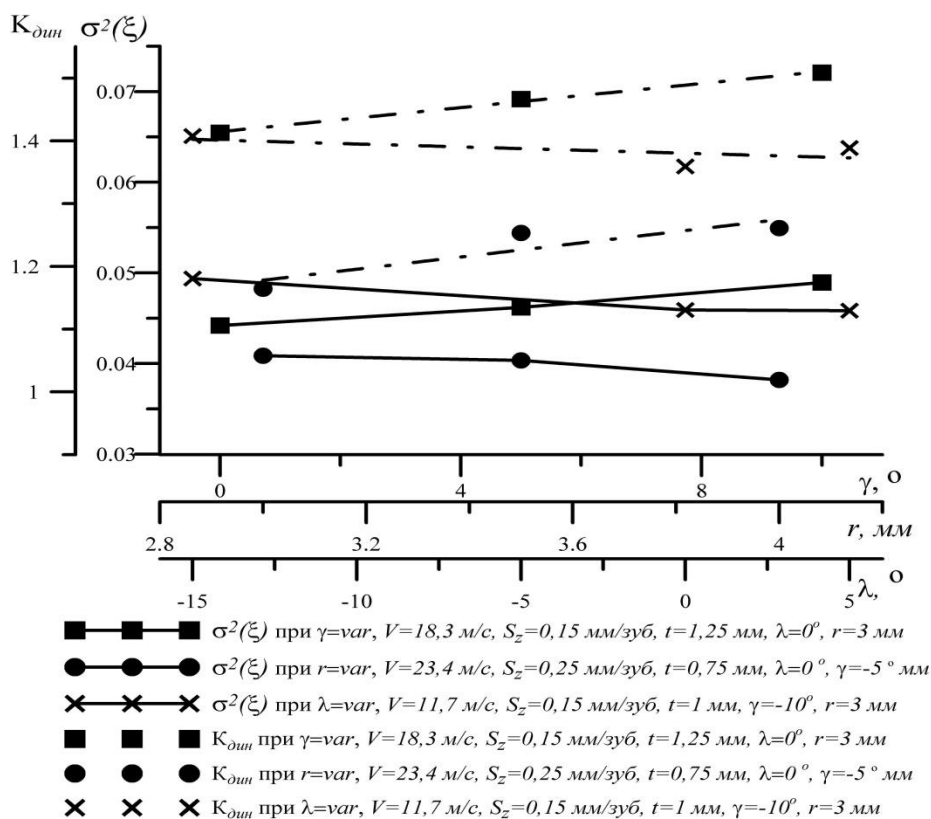 Kдин σ²(ξ)
0.07
1.4
0.06
1.2
0.05
0.04
1
0.03
0 4 8 γ, °
2.8 3.2 3.6 4 r, мм
-15 -10 -5 0 5 λ, °
σ²(ξ) при γ=var, V=18,3 м/с, Sz=0,15 мм/зуб, t=1,25 мм, λ=0°, r=3 мм
σ²(ξ) при r=var, V=23,4 м/с, Sz=0,25 мм/зуб, t=0,75 мм, λ=0 °, γ=-5 ° мм
σ²(ξ) при λ=var, V=11,7 м/с, Sz=0,15 мм/зуб, t=1 мм, γ=-10°, r=3 мм
Kдин при γ=var, V=18,3 м/с, Sz=0,15 мм/зуб, t=1,25 мм, λ=0°, r=3 мм
Kдин при r=var, V=23,4 м/с, Sz=0,25 мм/зуб, t=0,75 мм, λ=0 °, γ=-5 ° мм
Kдин при λ=var, V=11,7 м/с, Sz=0,15 мм/зуб, t=1 мм, γ=-10°, r=3 мм